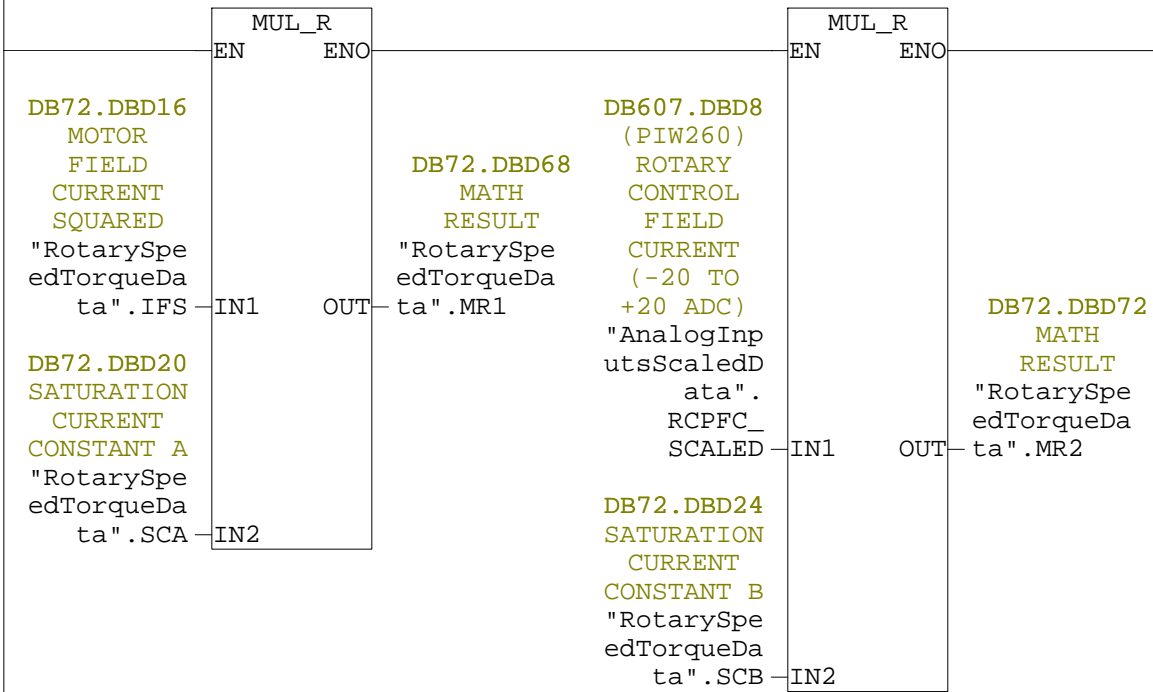 MUL_R
EN ENO
DB72.DBD16
MOTOR
FIELD
CURRENT
SQUARED
"RotarySpe
edTorqueDa
ta".IFS
IN1
OUT
DB72.DBD68
MATH
RESULT
"RotarySpe
edTorqueDa
ta".MR1
DB72.DBD20
SATURATION
CURRENT
CONSTANT A
"RotarySpe
edTorqueDa
ta".SCA
IN2
MUL_R
EN ENO
DB607.DBD8
(PIW260)
ROTARY
CONTROL
FIELD
CURRENT
(-20 TO
+20 ADC)
"AnalogInp
utsScaledD
ata".
RCPFC_
SCALED
IN1
OUT
DB72.DBD72
MATH
RESULT
"RotarySpe
edTorqueDa
ta".MR2
DB72.DBD24
SATURATION
CURRENT
CONSTANT B
"RotarySpe
edTorqueDa
ta".SCB
IN2